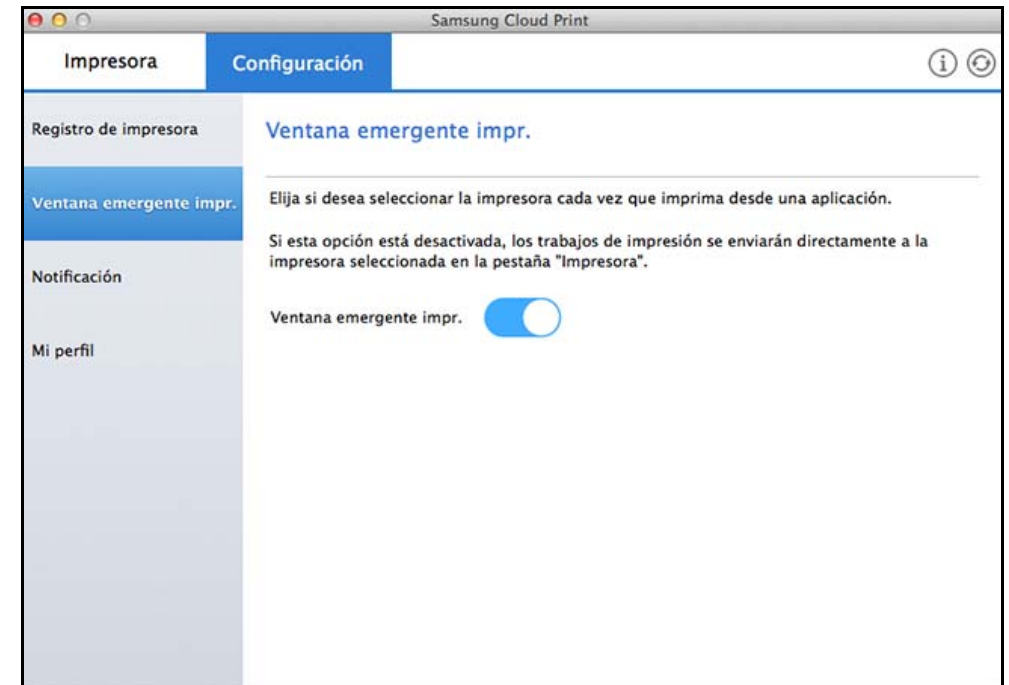 Samsung Cloud Print
Impresora
Configuración
Registro de impresora
Ventana emergente impr.
Notificación
Mi perfil
Ventana emergente impr.
Elija si desea seleccionar la impresora cada vez que imprima desde una aplicación.
Si esta opción está desactivada, los trabajos de impresión se enviarán directamente a la
impresora seleccionada en la pestaña "Impresora".
Ventana emergente impr.